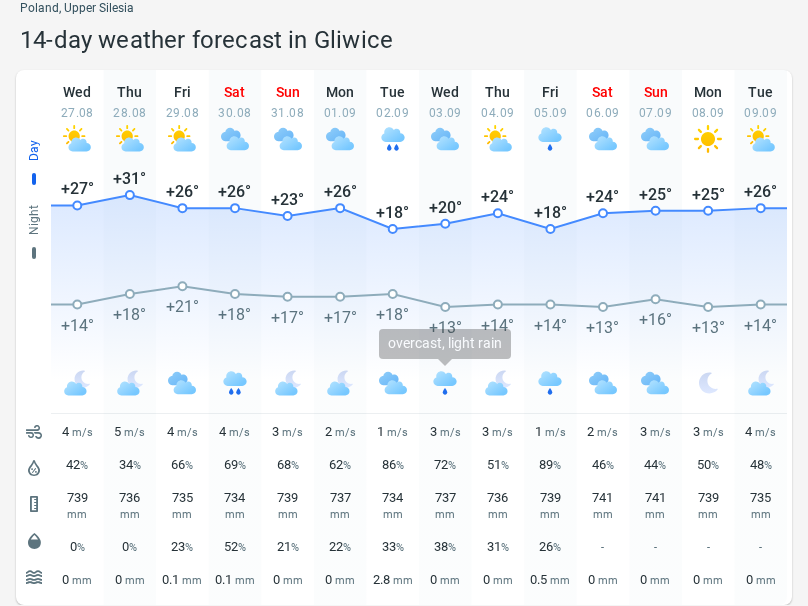 Poland, Upper Silesia
14-day weather forecast in Gliwice
Wed Thu Fri Sat Sun Mon Tue Wed Thu Fri Sat Sun Mon Tue
27.08 28.08 29.08 30.08 31.08 01.09 02.09 03.09 04.09 05.09 06.09 07.09 08.09 09.09
Day
+27° +31° +26° +26° +23° +26° +18° +20° +24° +18° +24° +25° +25° +26°
Night
+14° +18° +21° +18° +17° +17° +18° +13° +14° +14° +13° +16° +13° +14°
overcast, light rain
4 m/s 5 m/s 4 m/s 4 m/s 3 m/s 2 m/s 1 m/s 3 m/s 3 m/s 1 m/s 2 m/s 3 m/s 3 m/s 4 m/s
42% 34% 66% 69% 68% 62% 86% 72% 51% 89% 46% 44% 50% 48%
739 736 735 734 739 737 734 737 736 739 741 741 739 735
mm mm mm mm mm mm mm mm mm mm mm mm mm mm
0% 0% 23% 52% 21% 22% 33% 38% 31% 26% - - - -
0 mm 0 mm 0.1 mm 0.1 mm 0 mm 0 mm 2.8 mm 0 mm 0 mm 0.5 mm 0 mm 0 mm 0 mm 0 mm